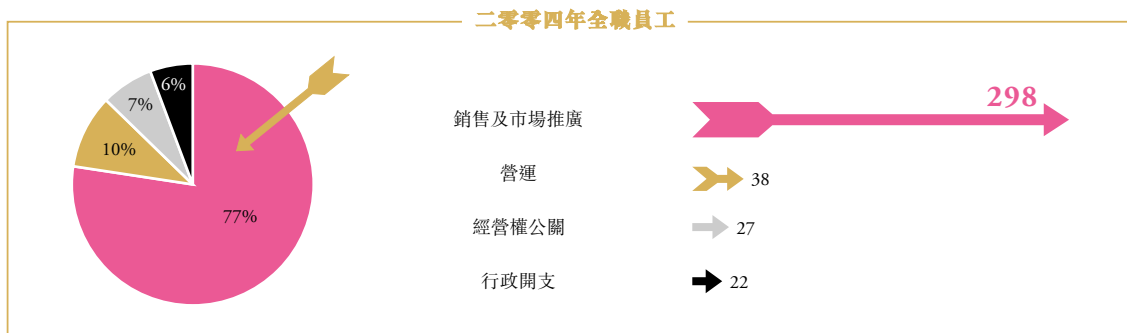 二零零四年全職員工
6%
7%
10%
77%
銷售及市場推廣 298
營運 38
經營權公關 27
行政開支 22